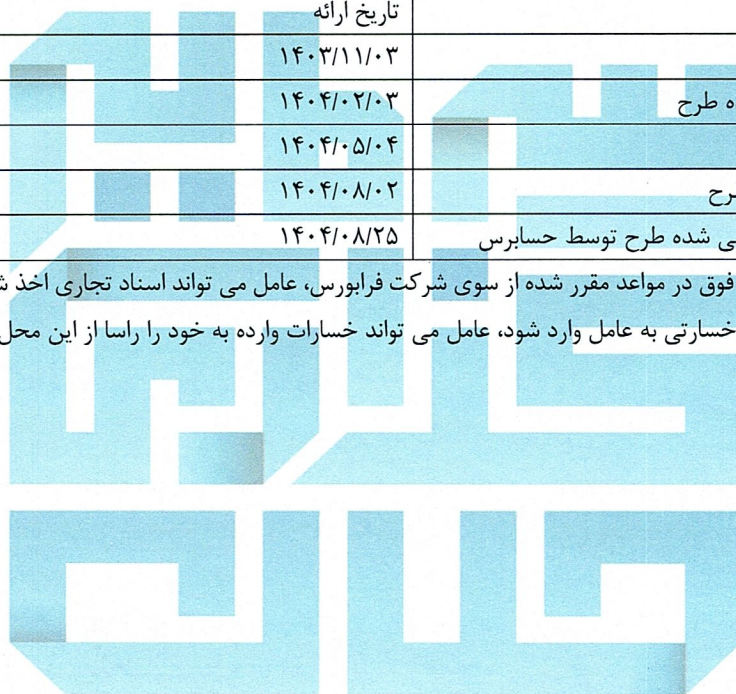 تاریخ ارائه
۱۴۰۳/۱۱/۰۳
ه طرح ۱۴۰۴/۰۲/۰۳
۱۴۰۴/۰۵/۰۴
رح ۱۴۰۴/۰۸/۰۲
ی شده طرح توسط حسابرس ۱۴۰۴/۰۸/۲۵
فوق در مواعد مقرر شده از سوی شرکت فرابورس، عامل می تواند اسناد تجاری اخذ ش
خسارتی به عامل وارد شود، عامل می تواند خسارات وارده به خود را راسا از این محل